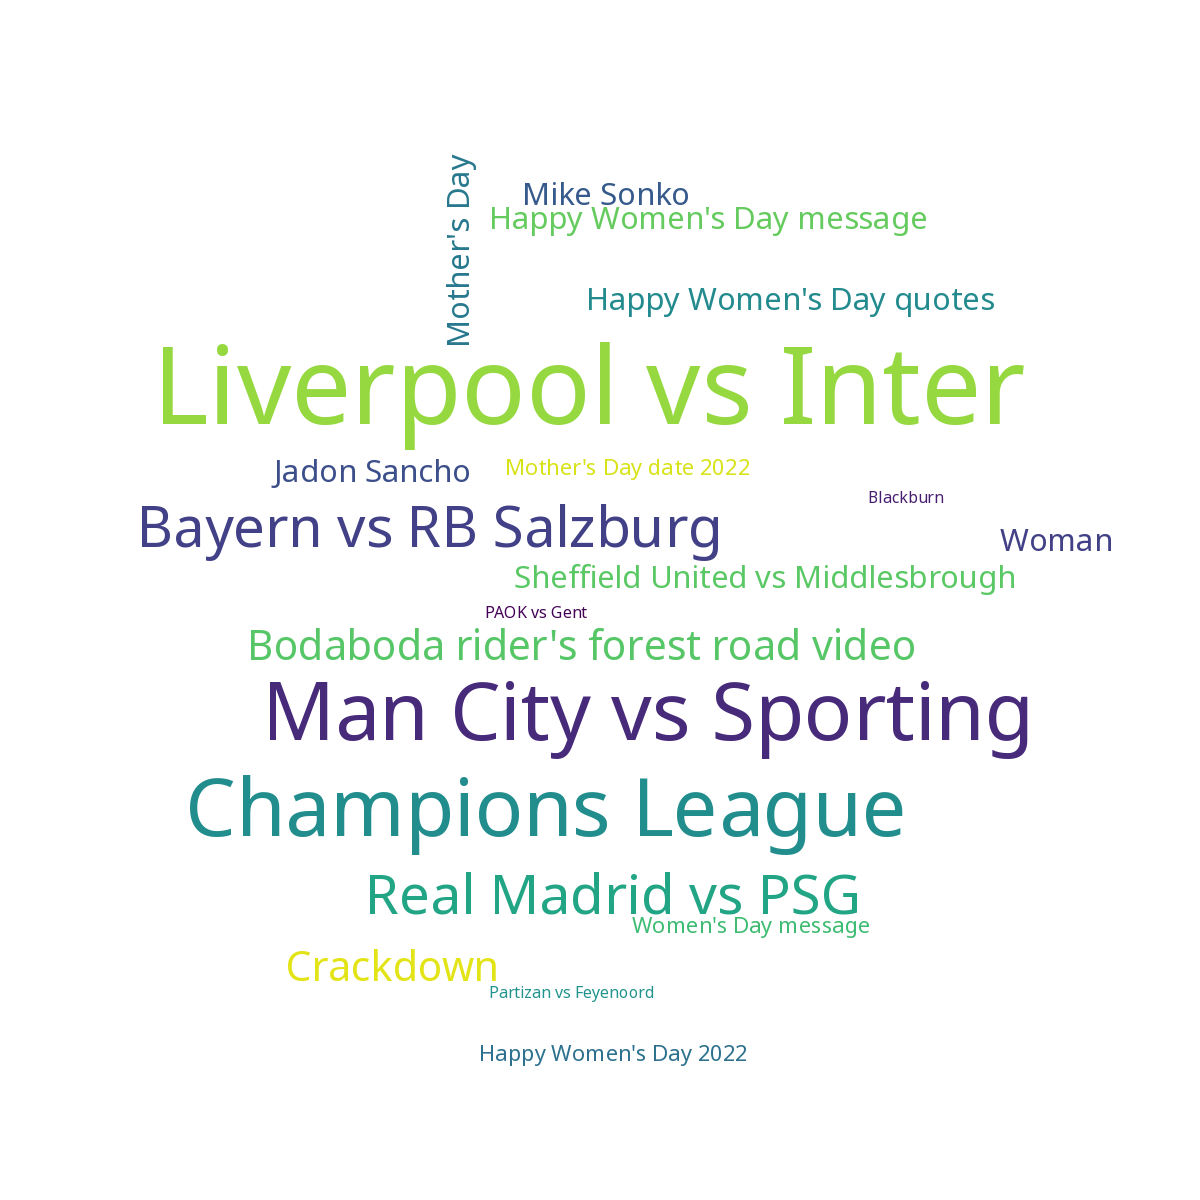 Mother's Day
Mike Sonko
Happy Women's Day message
Happy Women's Day quotes
Liverpool vs Inter
Jadon Sancho
Mother's Day date 2022
Blackburn
Bayern vs RB Salzburg
Woman
Sheffield United vs Middlesbrough
PAOK vs Gent
Bodaboda rider's forest road video
Man City vs Sporting
Champions League
Real Madrid vs PSG
Women's Day message
Crackdown
Partizan vs Feyenoord
Happy Women's Day 2022